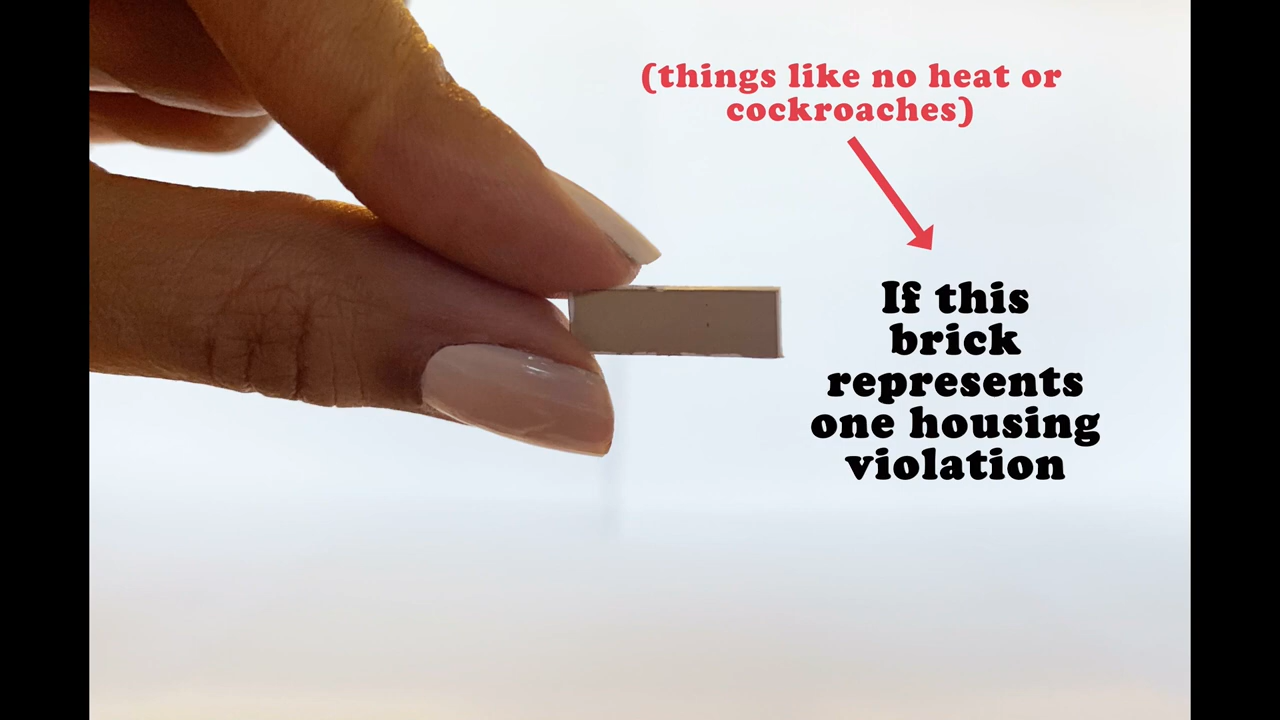 (things like no heat or
cockroaches)
If this
brick
represents
one housing
violation